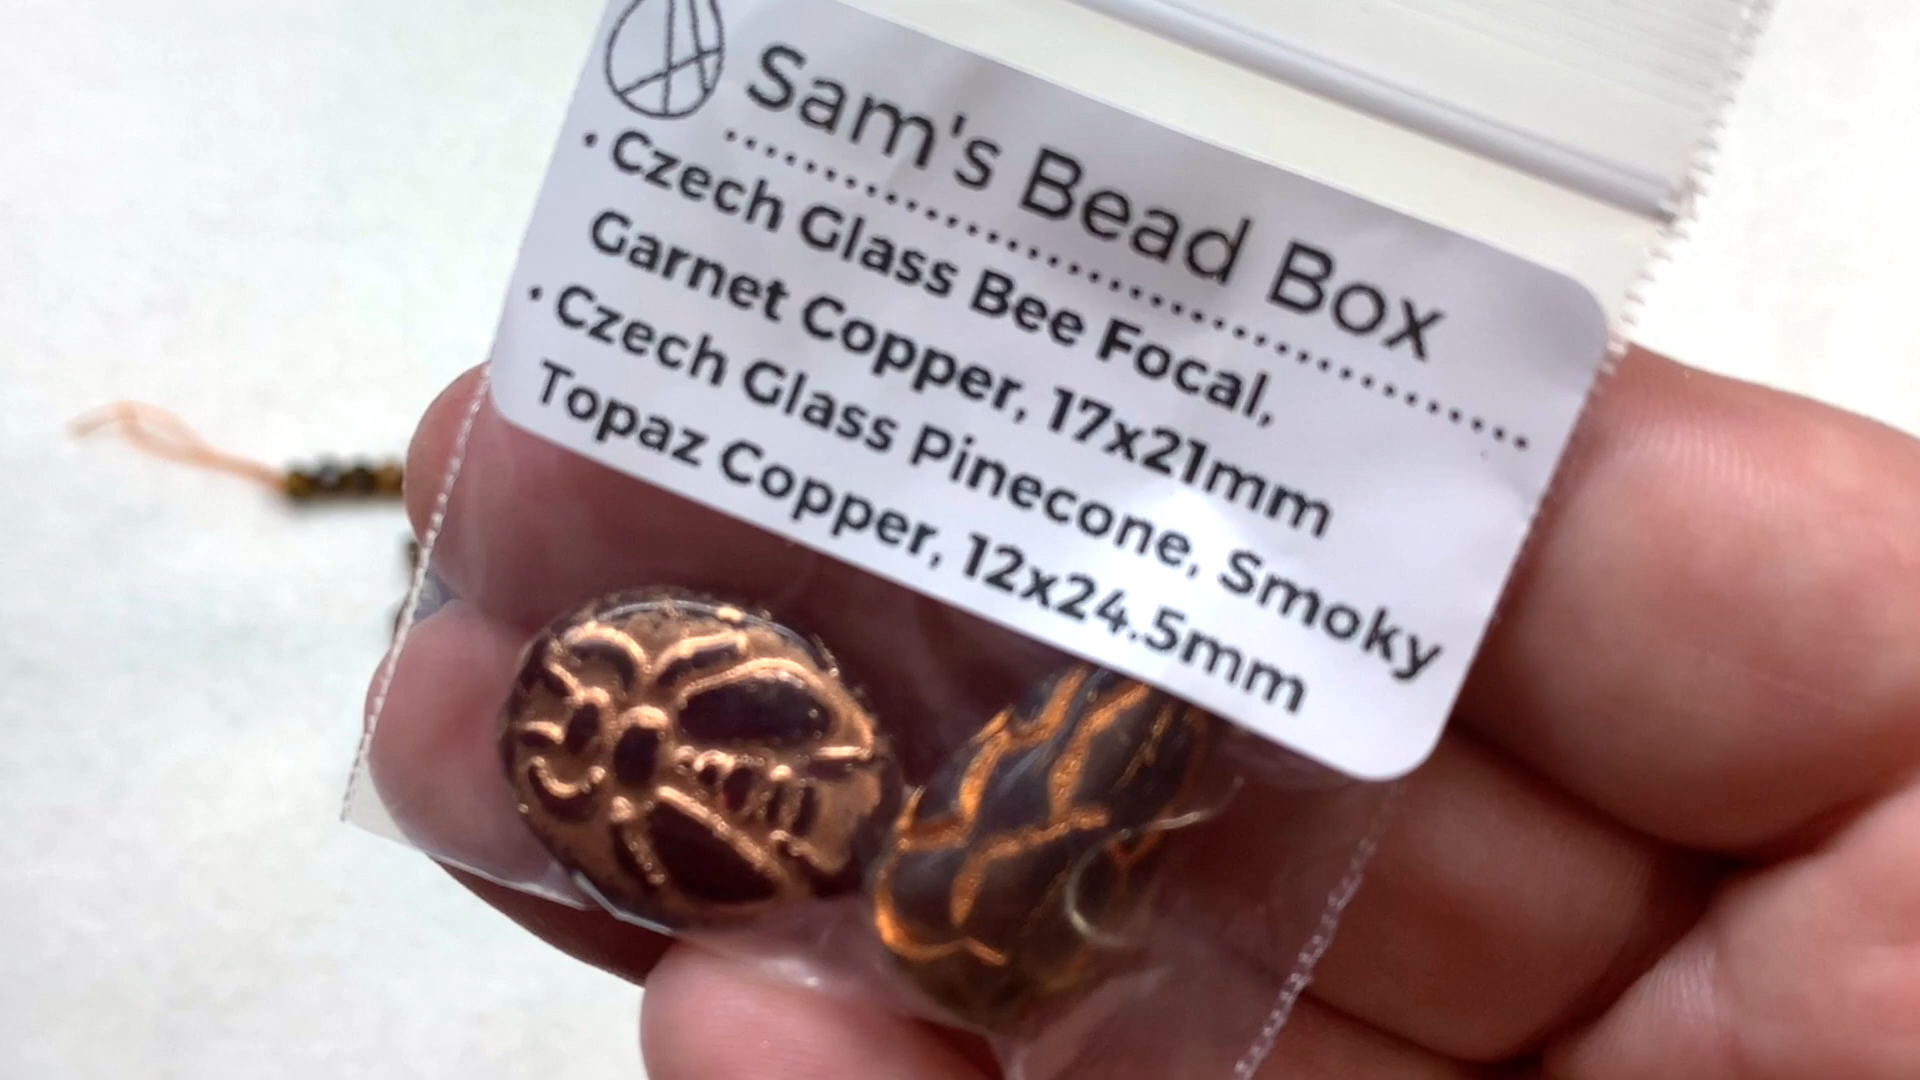 Sam's Bead Box
• Czech Glass Bee Focal,
Garnet Copper, 17x21mm
• Czech Glass Pinecone, Smoky
Topaz Copper, 12x24.5mm